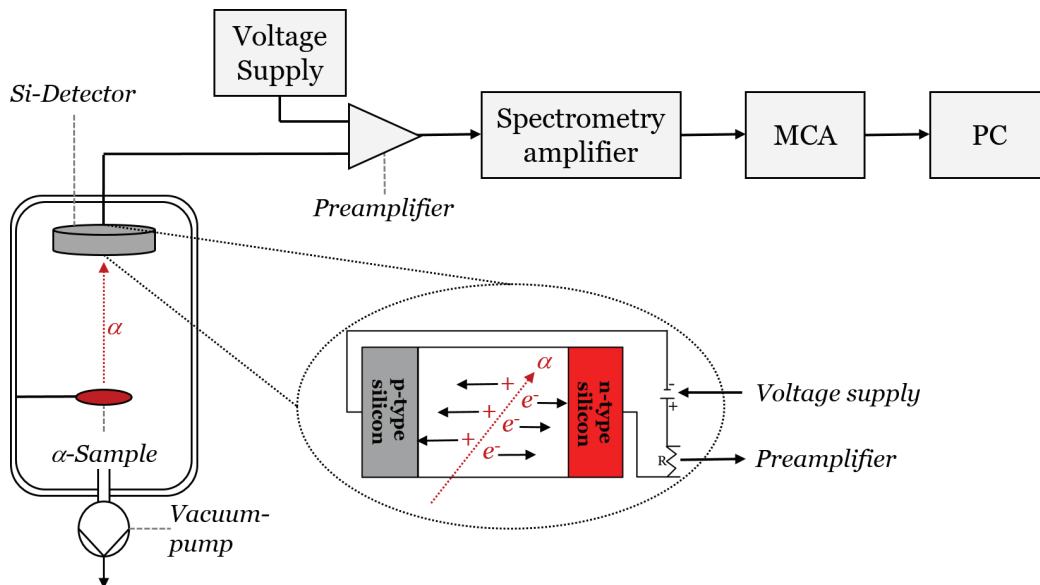 Voltage
Supply
Si-Detector
Spectrometry
amplifier
MCA
PC
Preamplifier
α
α-Sample
Vacuum-
pump
p-type
silicon
+
+
+
α
e-
e-
e-
n-type
silicon
-
+
R
Voltage supply
Preamplifier